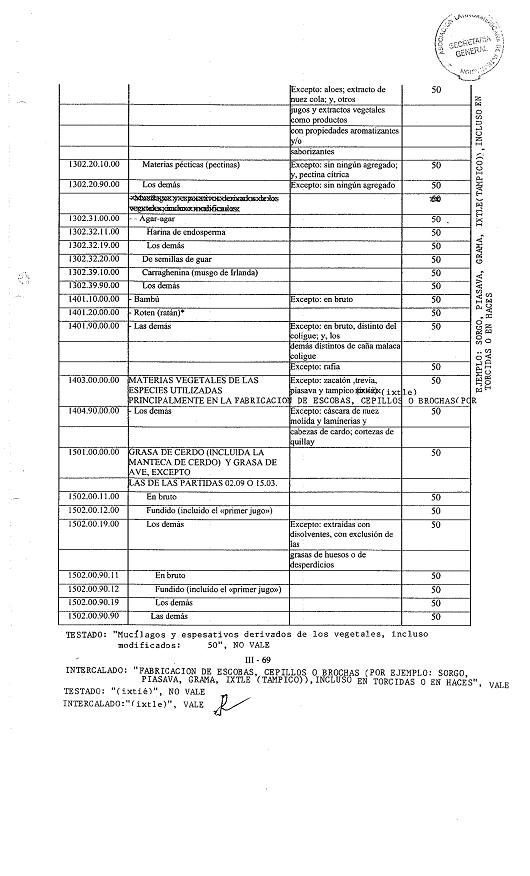 ASOCIACION LATINOAMERICANA DE
SECRETARIA
GENERAL
Excepto: aloes; extracto de 50
nuez cola; y, otros
jugos y extractos vegetales
como productos
con propiedades aromatizantes
y/o
saborizantes
1302.20.10.00 Materias pécticas (pectinas) Excepto: sin ningún agregado; 50
y, pectina cítrica
1302.20.90.00 Los demás Excepto: sin ningún agregado 50
1302.31.00.00 - - Agar-agar 50
1302.32.11.00 Harina de endosperma 50
1302.32.19.00 Los demás 50
1302.32.20.00 De semillas de guar 50
1302.39.10.00 Carraghenina (musgo de Irlanda) 50
1302.39.90.00 Los demás 50
1401.10.00.00 - Bambú Excepto: en bruto 50
1401.20.00.00 - Roten (ratán)* 50
1401.90.00.00 - Las demás Excepto: en bruto, distinto del 50
coligue; y, los
demás distintos de caña malaca
coligue
Excepto: rafia 50
1403.00.00.00 MATERIAS VEGETALES DE LAS Excepto: zacatón ,trevia, 50
ESPECIES UTILIZADAS piasava y tampico (ixtle)
PRINCIPALMENTE EN LA FABRICACION DE ESCOBAS, CEPILLOS O BROCHAS(POR
EJEMPLO: SORGO, PIASAVA, GRAMA, IXTLE(TAMPICO)),INCLUSO EN
TORCIDAS O EN HACES
1404.90.00.00 - Los demás Excepto: cáscara de nuez 50
molida y laminerias y
cabezas de cardo; cortezas de
quillay
1501.00.00.00 GRASA DE CERDO (INCLUIDA LA 50
MANTECA DE CERDO) Y GRASA DE
AVE, EXCEPTO
LAS DE LAS PARTIDAS 02.09 O 15.03.
1502.00.11.00 En bruto 50
1502.00.12.00 Fundido (incluido el «primer jugo») 50
1502.00.19.00 Los demás Excepto: extraídas con 50
disolventes, con exclusión de
las
grasas de huesos o de
desperdicios
1502.00.90.11 En bruto 50
1502.00.90.12 Fundido (incluido el «primer jugo») 50
1502.00.90.19 Los demás 50
1502.00.90.90 Las demás 50
TESTADO: "Mucílagos y espesativos derivados de los vegetales, incluso
modificados: 50", NO VALE
III - 69
INTERCALADO: "FABRICACION DE ESCOBAS, CEPILLOS O BROCHAS (POR EJEMPLO: SORGO,
PIASAVA, GRAMA, IXTLE (TAMPICO)),INCLUSO EN TORCIDAS O EN HACES", VALE
TESTADO: "(ixtié)", NO VALE
INTERCALADO:"(ixtle)", VALE